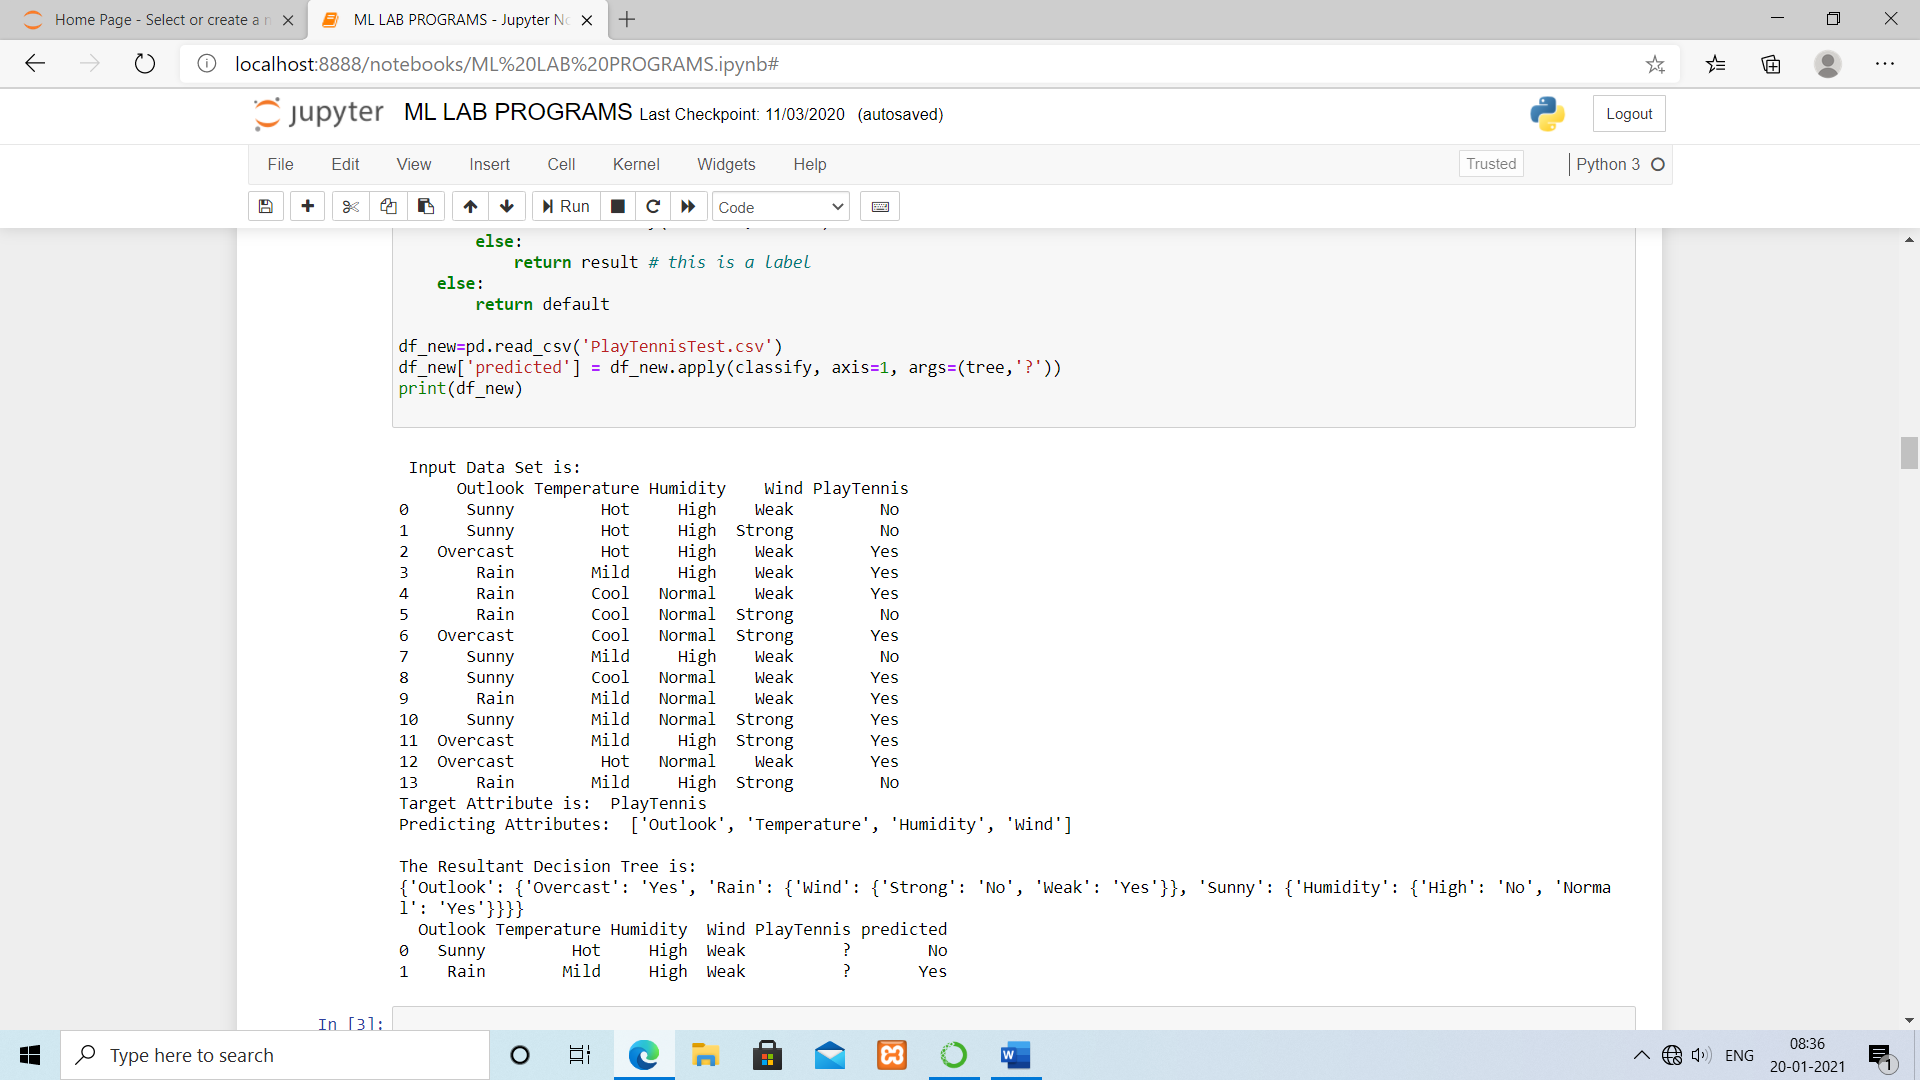 Home Page - Select or create a n
ML LAB PROGRAMS - Jupyter No
localhost:8888/notebooks/ML%20LAB%20PROGRAMS.ipynb#
jupyter ML LAB PROGRAMS Last Checkpoint: 11/03/2020 (autosaved)
Logout
File Edit View Insert Cell Kernel Widgets Help
Trusted
Python 3
Run
Code
else:
return result # this is a label
else:
return default
df_new=pd.read_csv('PlayTennisTest.csv')
df_new['predicted'] = df_new.apply(classify, axis=1, args=(tree,'?'))
print(df_new)
Input Data Set is:
Outlook Temperature Humidity Wind PlayTennis
0 Sunny Hot High Weak No
1 Sunny Hot High Strong No
2 Overcast Hot High Weak Yes
3 Rain Mild High Weak Yes
4 Rain Cool Normal Weak Yes
5 Rain Cool Normal Strong No
6 Overcast Cool Normal Strong Yes
7 Sunny Mild High Weak No
8 Sunny Cool Normal Weak Yes
9 Rain Mild Normal Weak Yes
10 Sunny Mild Normal Strong Yes
11 Overcast Mild High Strong Yes
12 Overcast Hot Normal Weak Yes
13 Rain Mild High Strong No
Target Attribute is: PlayTennis
Predicting Attributes: ['Outlook', 'Temperature', 'Humidity', 'Wind']
The Resultant Decision Tree is:
{'Outlook': {'Overcast': 'Yes', 'Rain': {'Wind': {'Strong': 'No', 'Weak': 'Yes'}}, 'Sunny': {'Humidity': {'High': 'No', 'Norma
l': 'Yes'}}}}
Outlook Temperature Humidity Wind PlayTennis predicted
0 Sunny Hot High Weak ? No
1 Rain Mild High Weak ? Yes
In [3]:
Type here to search
ENG
08:36
20-01-2021
1